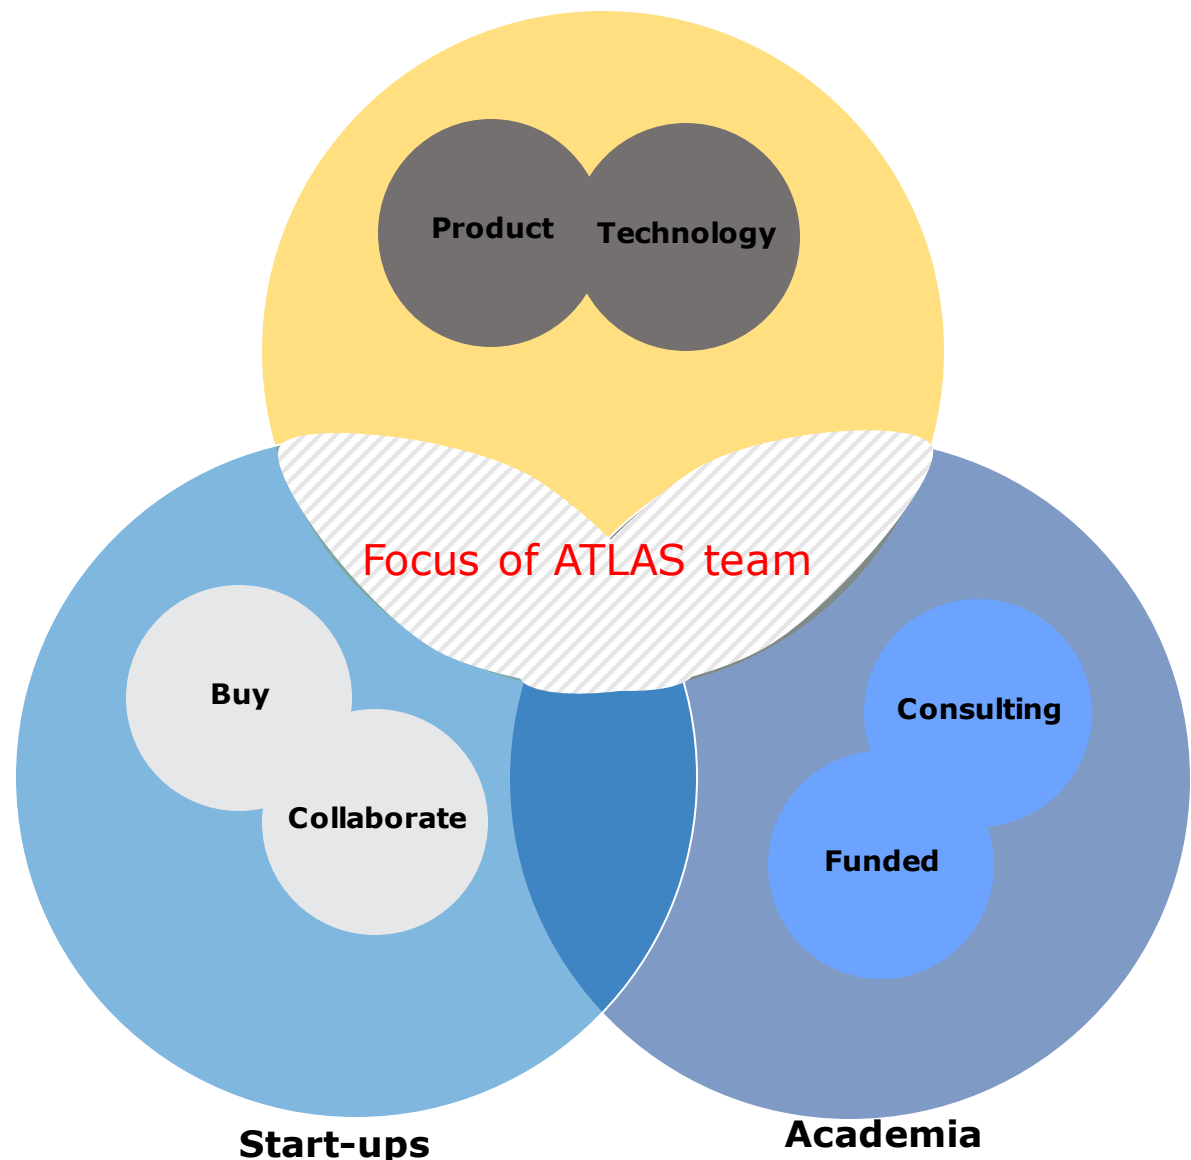 Product
Technology
Focus of ATLAS team
Buy
Consulting
Collaborate
Funded
Start-ups
Academia